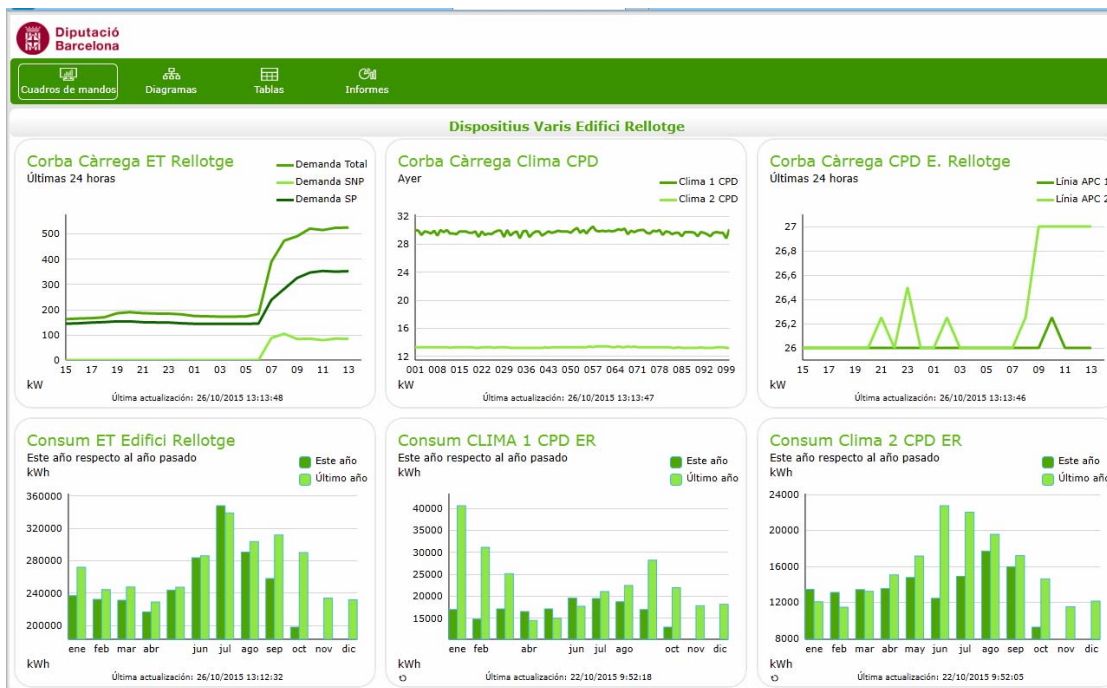 Diputació
Barcelona
Cuadros de mandos
Diagramas
Tablas
Informes
Dispositius Varis Edifici Rellotge
Corba Càrrega ET Rellotge
Últimas 24 horas
Demanda Total
Demanda SNP
Demanda SP
500
400
300
200
100
0
15 17 19 21 23 01 03 05 07 09 11 13
kW
Última actualización: 26/10/2015 13:13:48
Corba Càrrega Clima CPD
Ayer
Clima 1 CPD
Clima 2 CPD
32
28
24
20
16
12
001 008 015 022 029 036 043 050 057 064 071 078 085 092 099
kW
Última actualización: 26/10/2015 13:13:47
Corba Càrrega CPD E. Rellotge
Últimas 24 horas
Línia APC 1
Línia APC 2
27
26,8
26,6
26,4
26,2
26
15 17 19 21 23 01 03 05 07 09 11 13
kW
Última actualización: 26/10/2015 13:13:46
Consum ET Edifici Rellotge
Este año respecto al año pasado
kWh
Este año
Último año
360000
320000
280000
240000
200000
ene feb mar abr jun jul ago sep oct nov dic
kWh
Última actualización: 26/10/2015 13:12:32
Consum CLIMA 1 CPD ER
Este año respecto al año pasado
kWh
Este año
Último año
40000
35000
30000
25000
20000
15000
ene feb abr jun jul ago oct nov dic
kWh
Última actualización: 22/10/2015 9:52:18
Consum Clima 2 CPD ER
Este año respecto al año pasado
kWh
Este año
Último año
24000
20000
16000
12000
8000
ene feb mar abr may jun jul ago sep oct nov dic
kWh
Última actualización: 22/10/2015 9:52:05